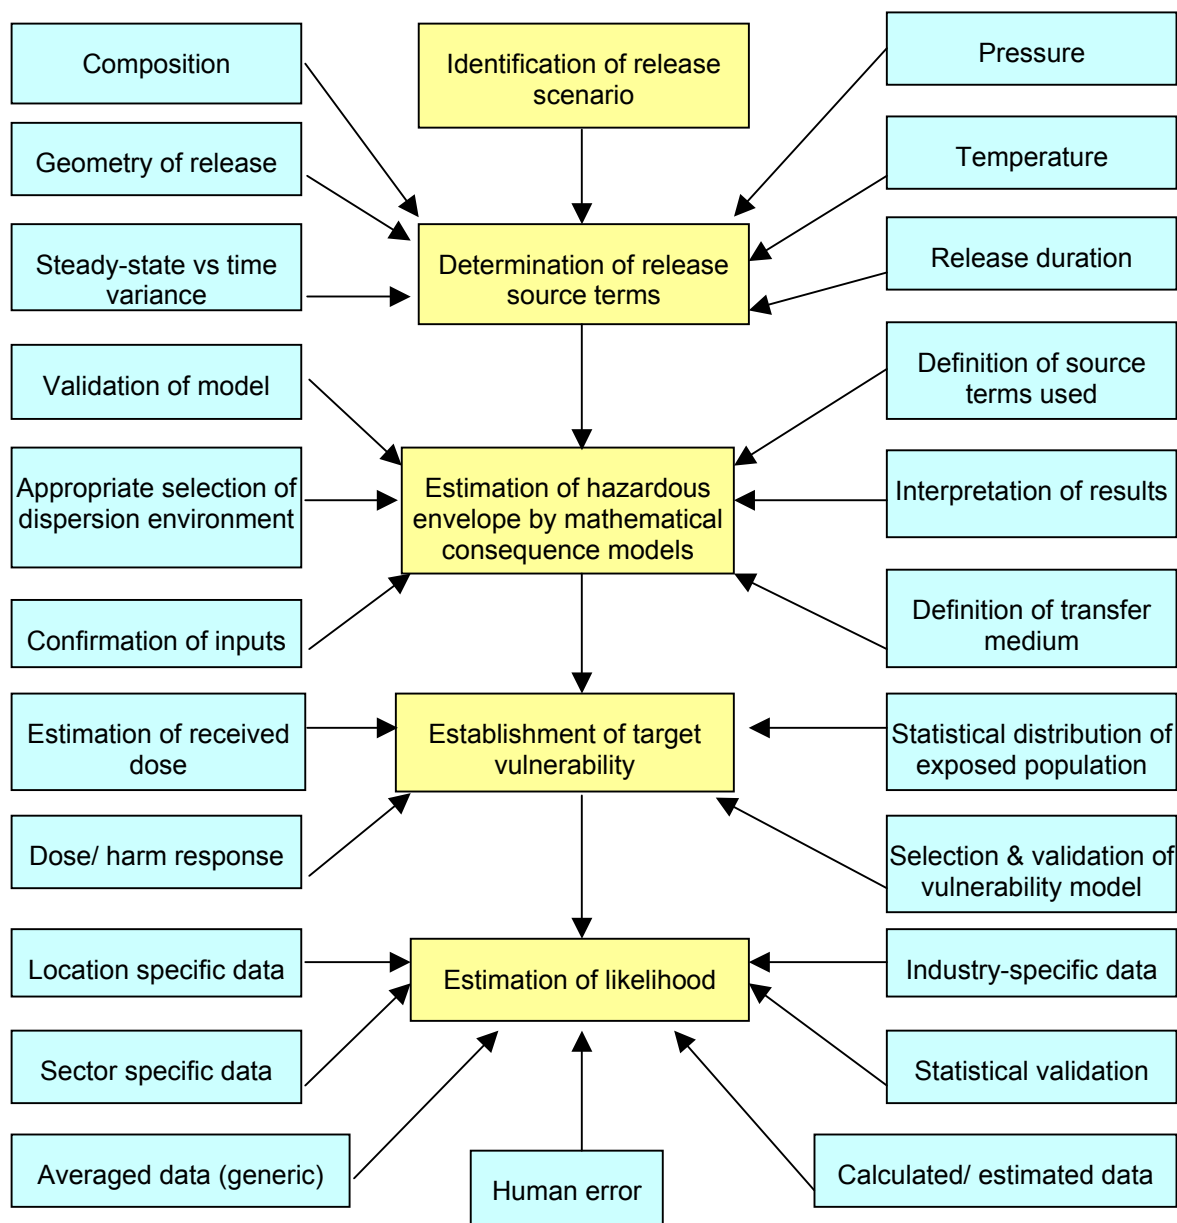 Composition
Identification of release
scenario
Pressure
Geometry of release
Temperature
Steady-state vs time
variance
Determination of release
source terms
Release duration
Validation of model
Definition of source
terms used
Appropriate selection of
dispersion environment
Estimation of hazardous
envelope by mathematical
consequence models
Interpretation of results
Confirmation of inputs
Definition of transfer
medium
Estimation of received
dose
Establishment of target
vulnerability
Statistical distribution of
exposed population
Dose/ harm response
Selection & validation of
vulnerability model
Location specific data
Estimation of likelihood
Industry-specific data
Sector specific data
Statistical validation
Averaged data (generic)
Human error
Calculated/ estimated data